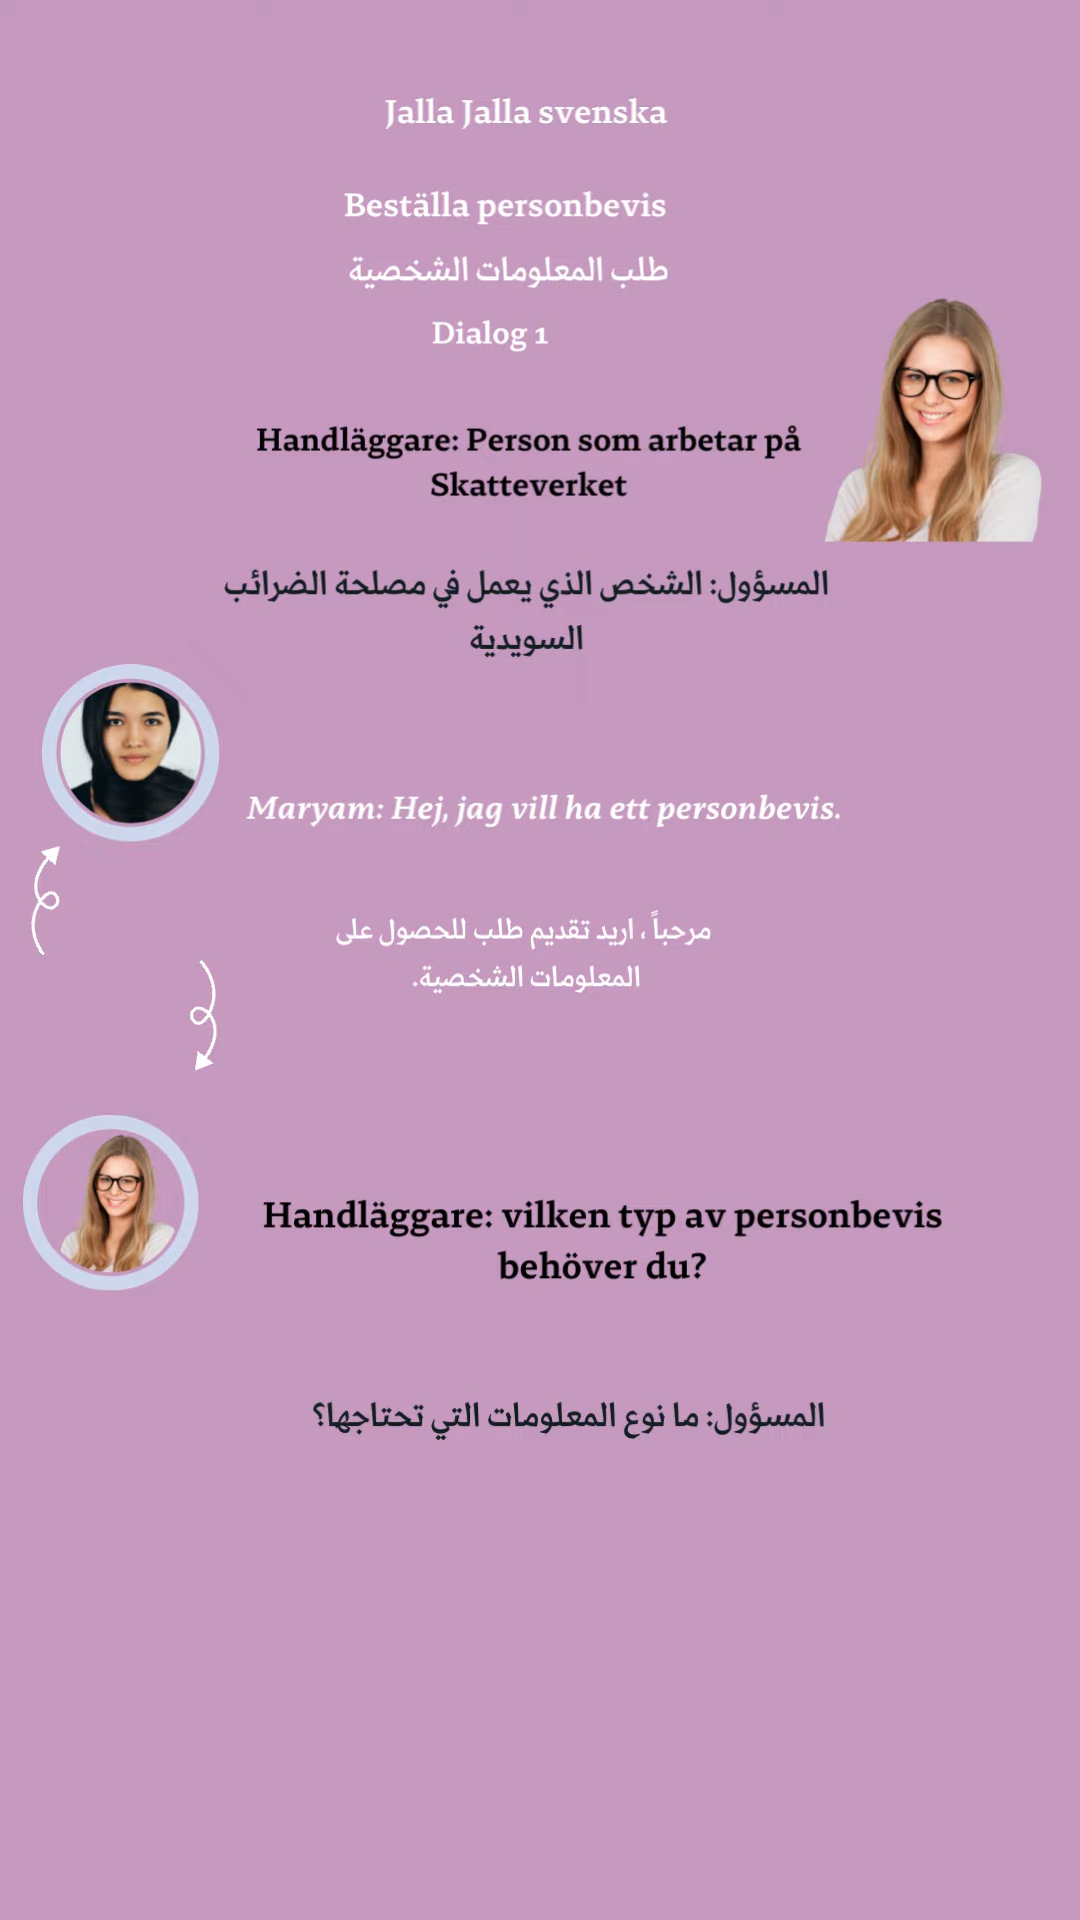 Jalla Jalla svenska
Beställa personbevis
طلب المعلومات الشخصية
Dialog 1
Handläggare: Person som arbetar på
Skatteverket
المسؤول: الشخص الذي يعمل في مصلحة الضرائب
السويدية
Maryam: Hej, jag vill ha ett personbevis.
مرحباً ، اريد تقديم طلب للحصول على
المعلومات الشخصية.
Handläggare: vilken typ av personbevis
behöver du?
المسؤول: ما نوع المعلومات التي تحتاجها؟